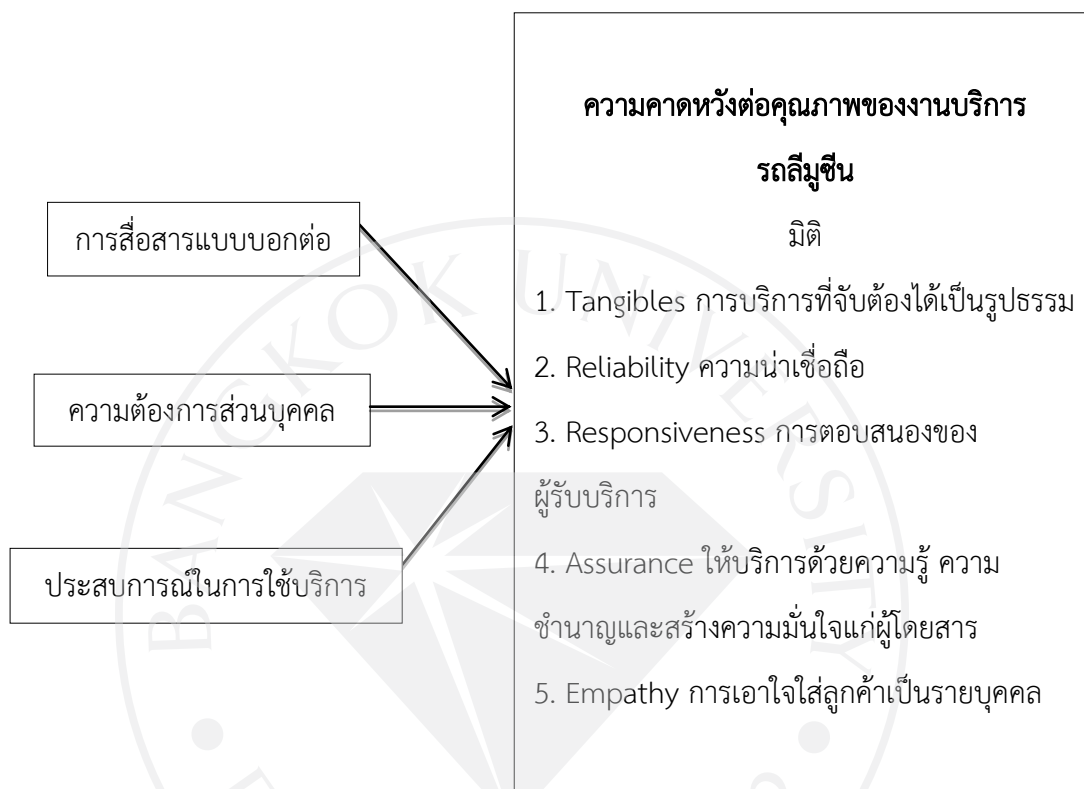 ความคาดหวังต่อคุณภาพของงานบริการ
รถลีมูซีน
มิติ
1. Tangibles การบริการที่จับต้องได้เป็นรูปธรรม
2. Reliability ความน่าเชื่อถือ
3. Responsiveness การตอบสนองของ
ผู้รับบริการ
4. Assurance ให้บริการด้วยความรู้ ความ
ชำนาญและสร้างความมั่นใจแก่ผู้โดยสาร
5. Empathy การเอาใจใส่ลูกค้าเป็นรายบุคคล
การสื่อสารแบบบอกต่อ
ความต้องการส่วนบุคคล
ประสบการณ์ในการใช้บริการ
BANGKOK UNIVERSITY